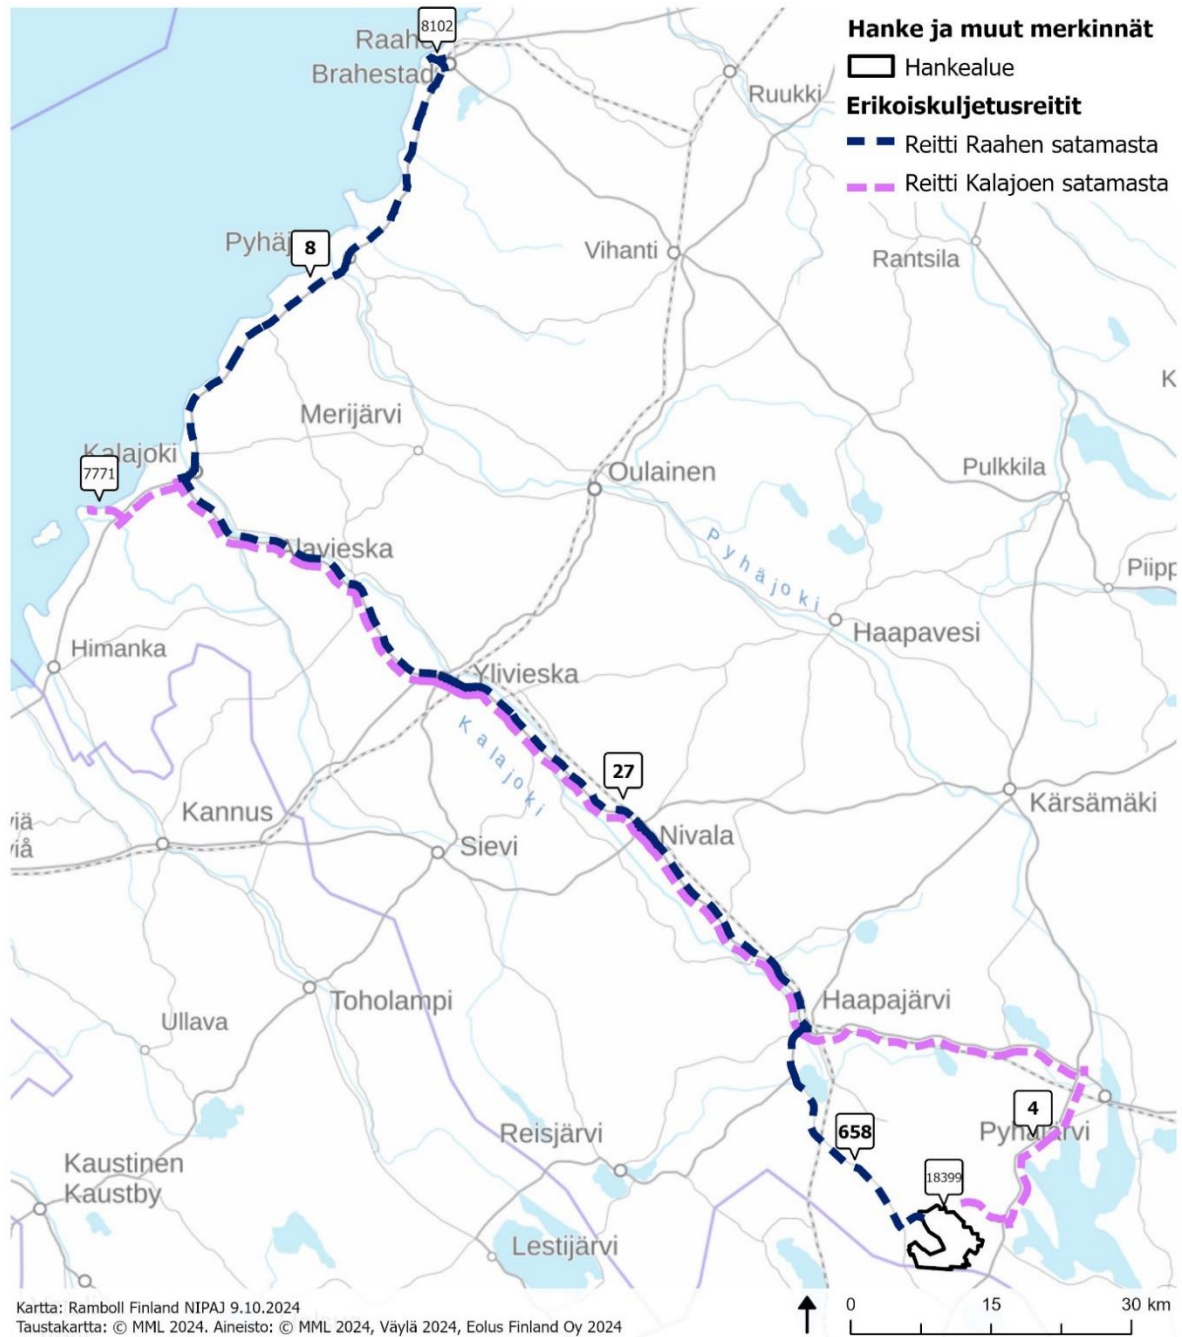 Hanke ja muut merkinnät
Hankealue
Erikoiskuljetusreitit
Reitti Raahen satamasta
Reitti Kalajoen satamasta
8102
Brahestad
Ruukki
Vihanti
Rantsila
8
Merijärvi
Kalajoki
7771
Oulainen
Pulkkila
Alavieska
Pyhäjoki
Piipp
Haapavesi
Himanka
Ylivieska
Kalajoki
27
Kärsämäki
Kannus
Nivala
Sievi
Haapajärvi
Toholampi
Ullava
4
Pyhäjärvi
658
Reisjärvi
18399
Kaustinen
Kaustby
Lestijärvi
Kartta: Ramboll Finland NIPAJ 9.10.2024
Taustakartta: © MML 2024. Aineisto: © MML 2024, Väylä 2024, Eolus Finland Oy 2024
0 15 30 km